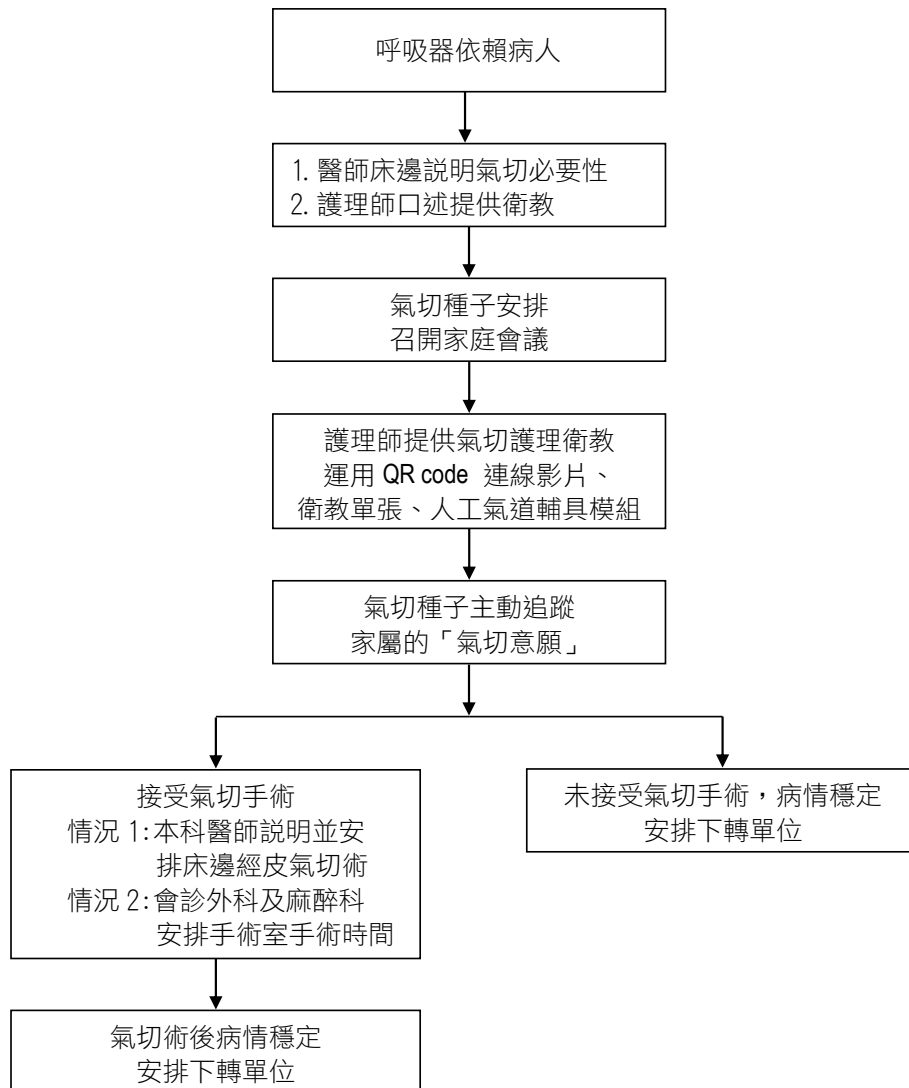 呼吸器依賴病人
1. 醫師床邊説明氣切必要性
2. 護理師口述提供衛教
氣切種子安排
召開家庭會議
護理師提供氣切護理衛教
運用 QR code 連線影片、
衛教單張、人工氣道輔具模組
氣切種子主動追蹤
家屬的「氣切意願」
接受氣切手術
情況 1:本科醫師説明並安
排床邊經皮氣切術
情況 2:會診外科及麻醉科
安排手術室手術時間
未接受氣切手術，病情穩定
安排下轉單位
氣切術後病情穩定
安排下轉單位